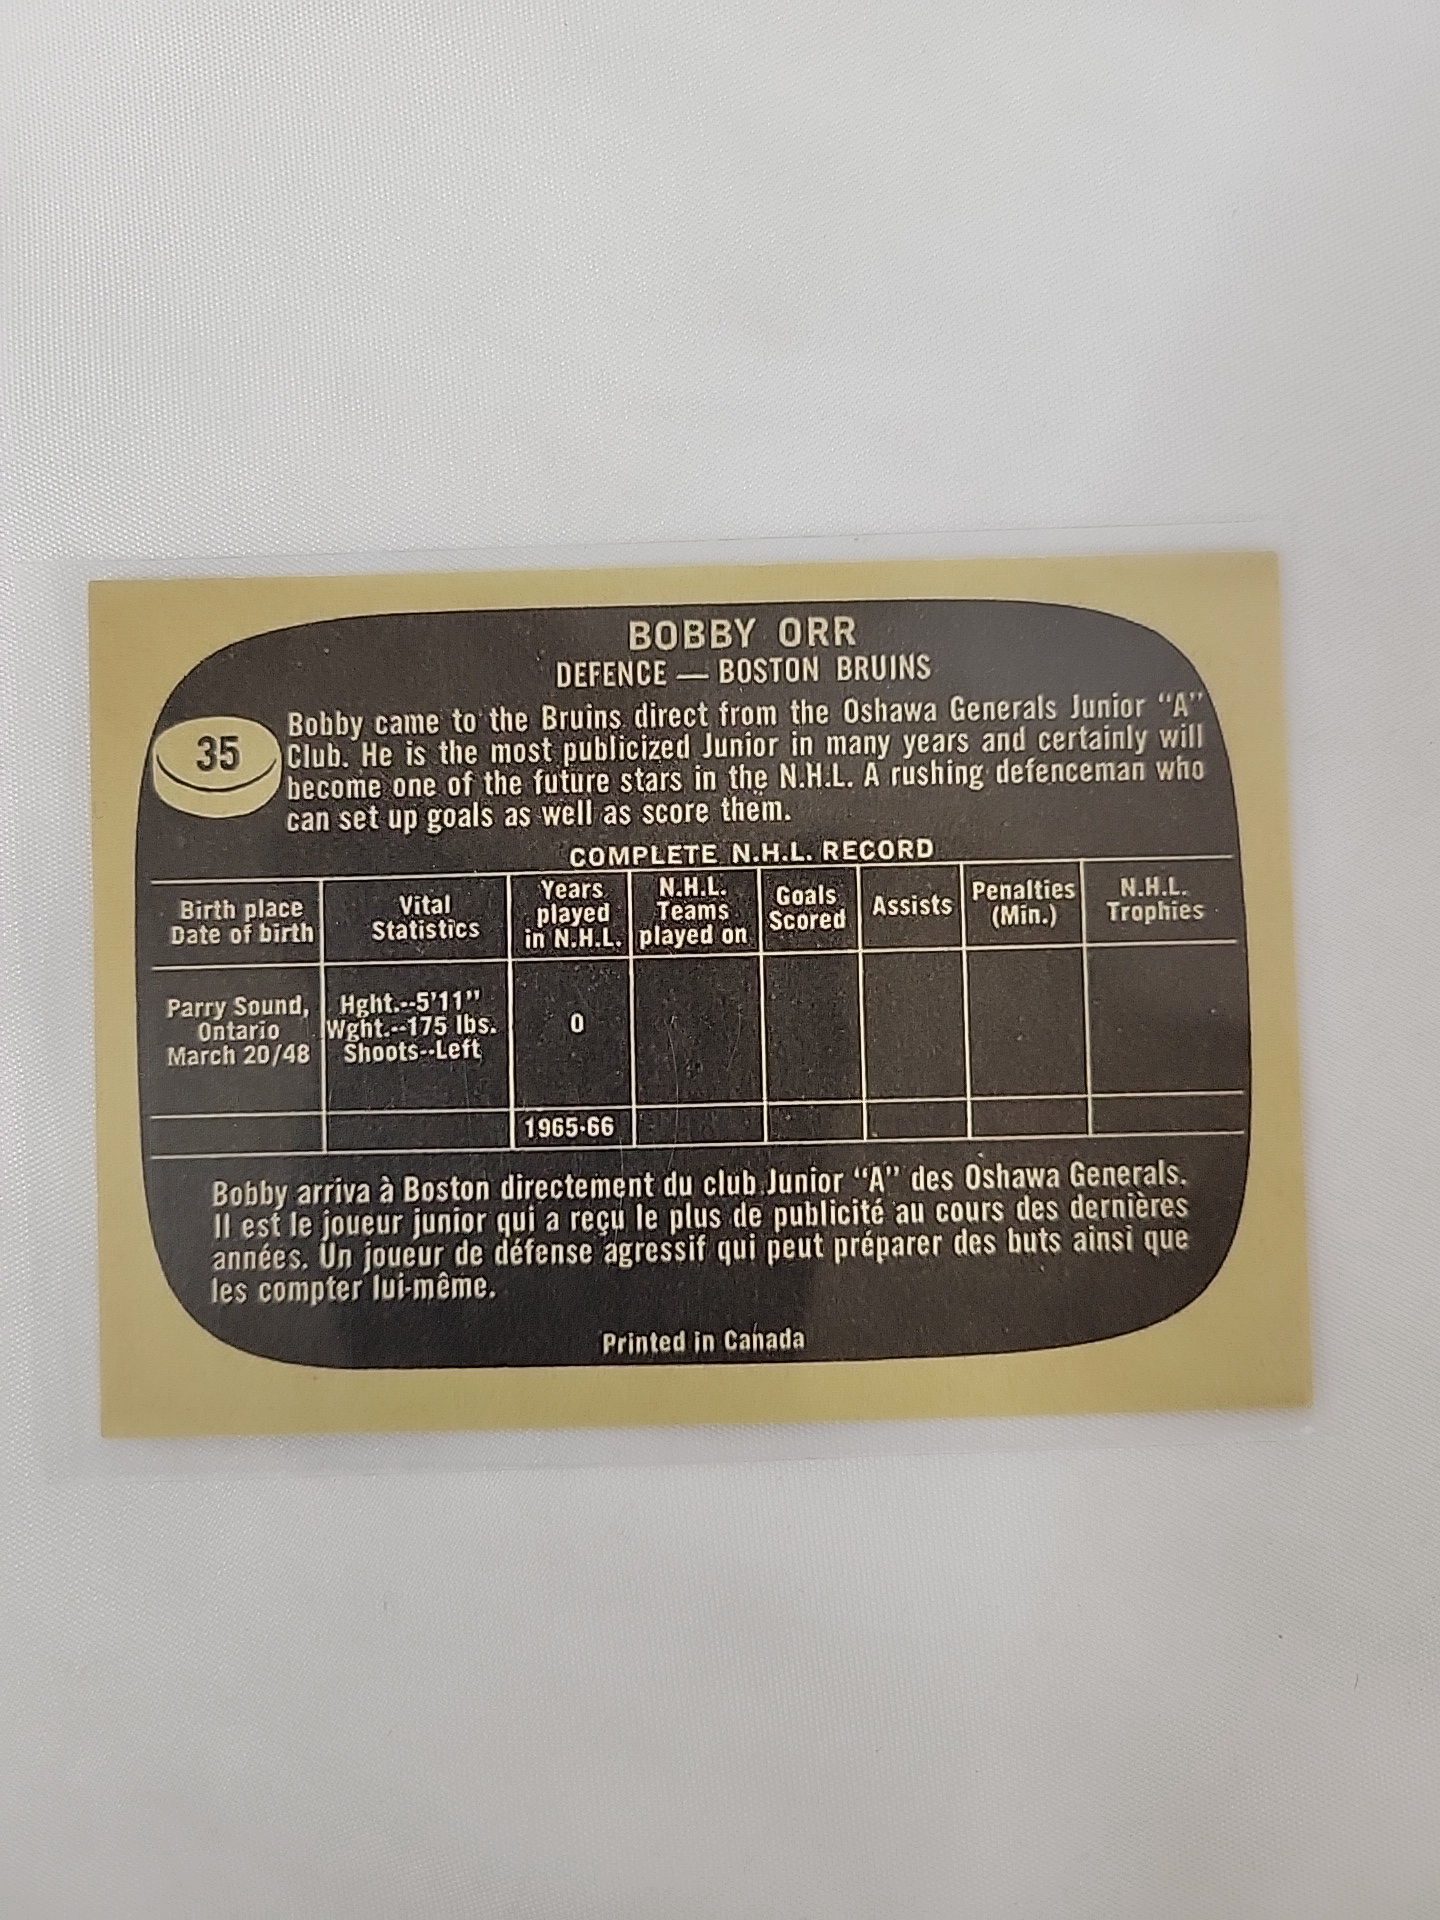 BOBBY ORR
DEFENCE — BOSTON BRUINS
35
Bobby came to the Bruins direct from the Oshawa Generals Junior “A”
Club. He is the most publicized Junior in many years and certainly will
become one of the future stars in the N.H.L. A rushing defenceman who
can set up goals as well as score them.
COMPLETE N.H.L. RECORD
Birth place
Date of birth
Vital
Statistics
Years
played
in N.H.L.
N.H.L.
Teams
played on
Goals
Scored
Assists
Penalties
(Min.)
N.H.L.
Trophies
Parry Sound,
Ontario
March 20/48
Hght.--5'11”
Wght.--175 lbs.
Shoots--Left
0
1965-66
Bobby arriva à Boston directement du club Junior “A” des Oshawa Generals.
Il est le joueur junior qui a reçu le plus de publicité au cours des dernières
années. Un joueur de défense agressif qui peut préparer des buts ainsi que
les compter lui-même.
Printed in Canada